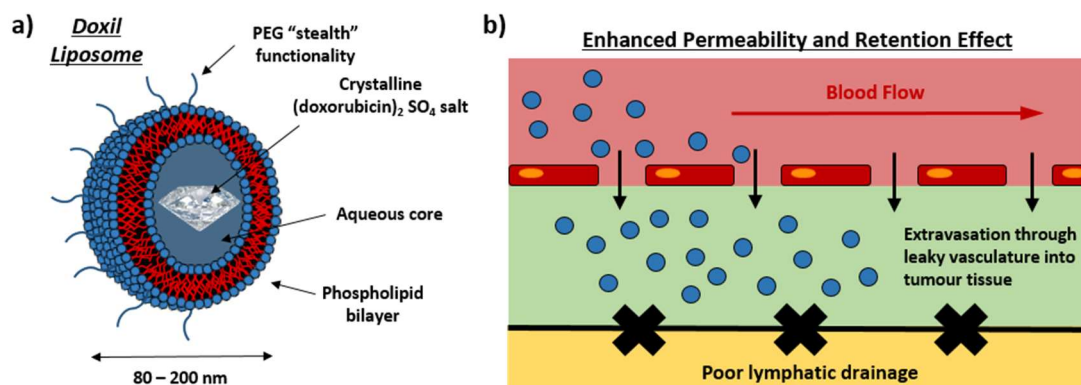 a)
Doxil
Liposome
PEG “stealth”
functionality
Crystalline
(doxorubicin)₂ SO₄ salt
Aqueous core
Phospholipid
bilayer
80 – 200 nm
b)
Enhanced Permeability and Retention Effect
Blood Flow
Extravasation through
leaky vasculature into
tumour tissue
Poor lymphatic drainage